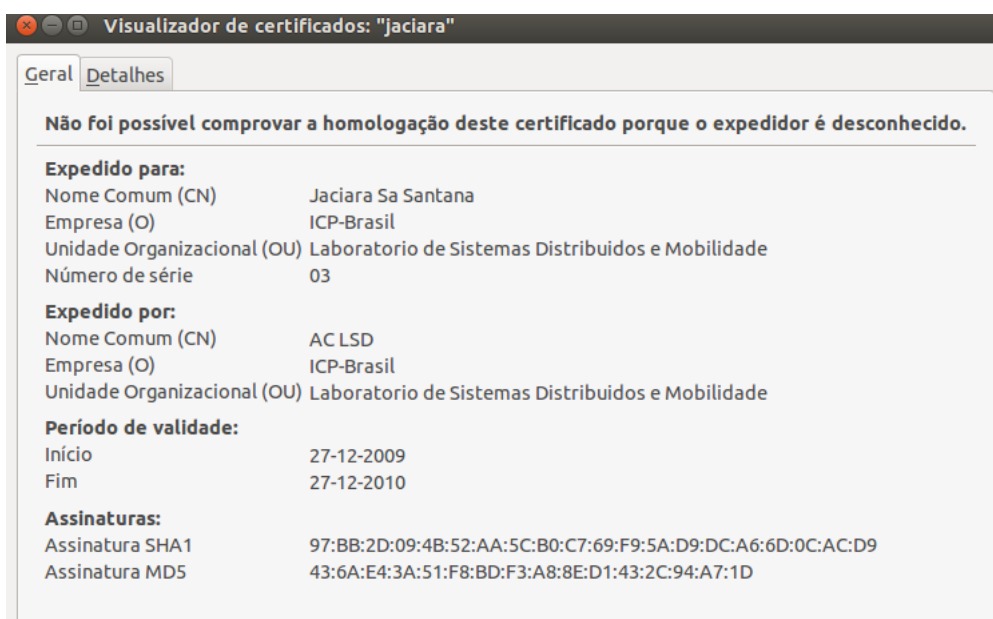 Visualizador de certificados: "jaciara"
Geral Detalhes
Não foi possível comprovar a homologação deste certificado porque o expedidor é desconhecido.
Expedido para:
Nome Comum (CN) Jaciara Sa Santana
Empresa (O) ICP-Brasil
Unidade Organizacional (OU) Laboratorio de Sistemas Distribuidos e Mobilidade
Número de série 03
Expedido por:
Nome Comum (CN) AC LSD
Empresa (O) ICP-Brasil
Unidade Organizacional (OU) Laboratorio de Sistemas Distribuidos e Mobilidade
Período de validade:
Início 27-12-2009
Fim 27-12-2010
Assinaturas:
Assinatura SHA1 97:BB:2D:09:4B:52:AA:5C:B0:C7:69:F9:5A:D9:DC:A6:6D:0C:AC:D9
Assinatura MD5 43:6A:E4:3A:51:F8:BD:F3:A8:8E:D1:43:2C:94:A7:1D